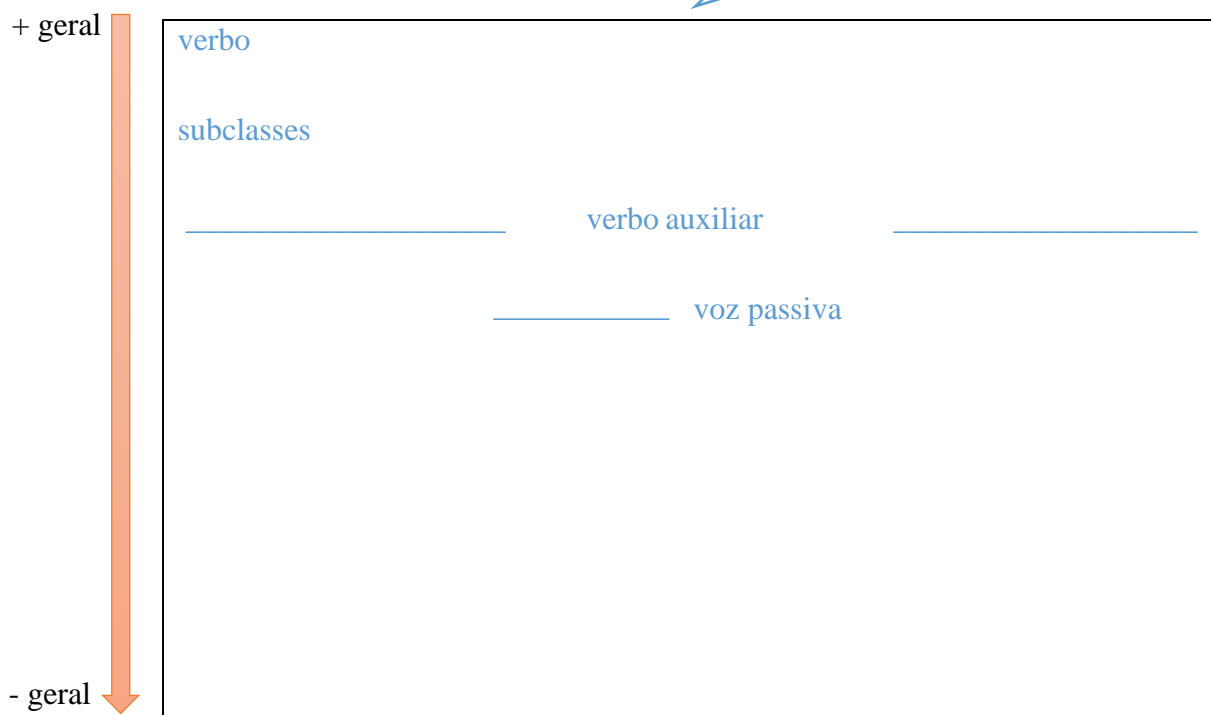 + geral
verbo
subclasses
____________________ verbo auxiliar ___________________
___________ voz passiva
- geral